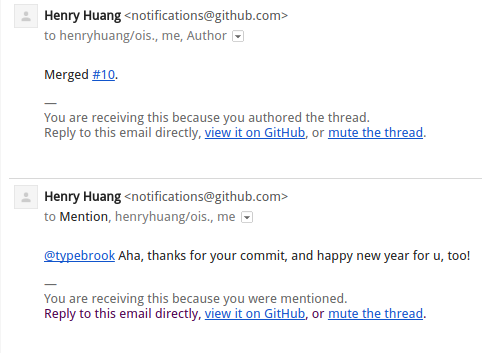 Henry Huang <notifications@github.com>
to henryhuang/ois., me, Author
Merged #10.
—
You are receiving this because you authored the thread.
Reply to this email directly, view it on GitHub, or mute the thread.
Henry Huang <notifications@github.com>
to Mention, henryhuang/ois., me
@typebrook Aha, thanks for your commit, and happy new year for u, too!
—
You are receiving this because you were mentioned.
Reply to this email directly, view it on GitHub, or mute the thread.